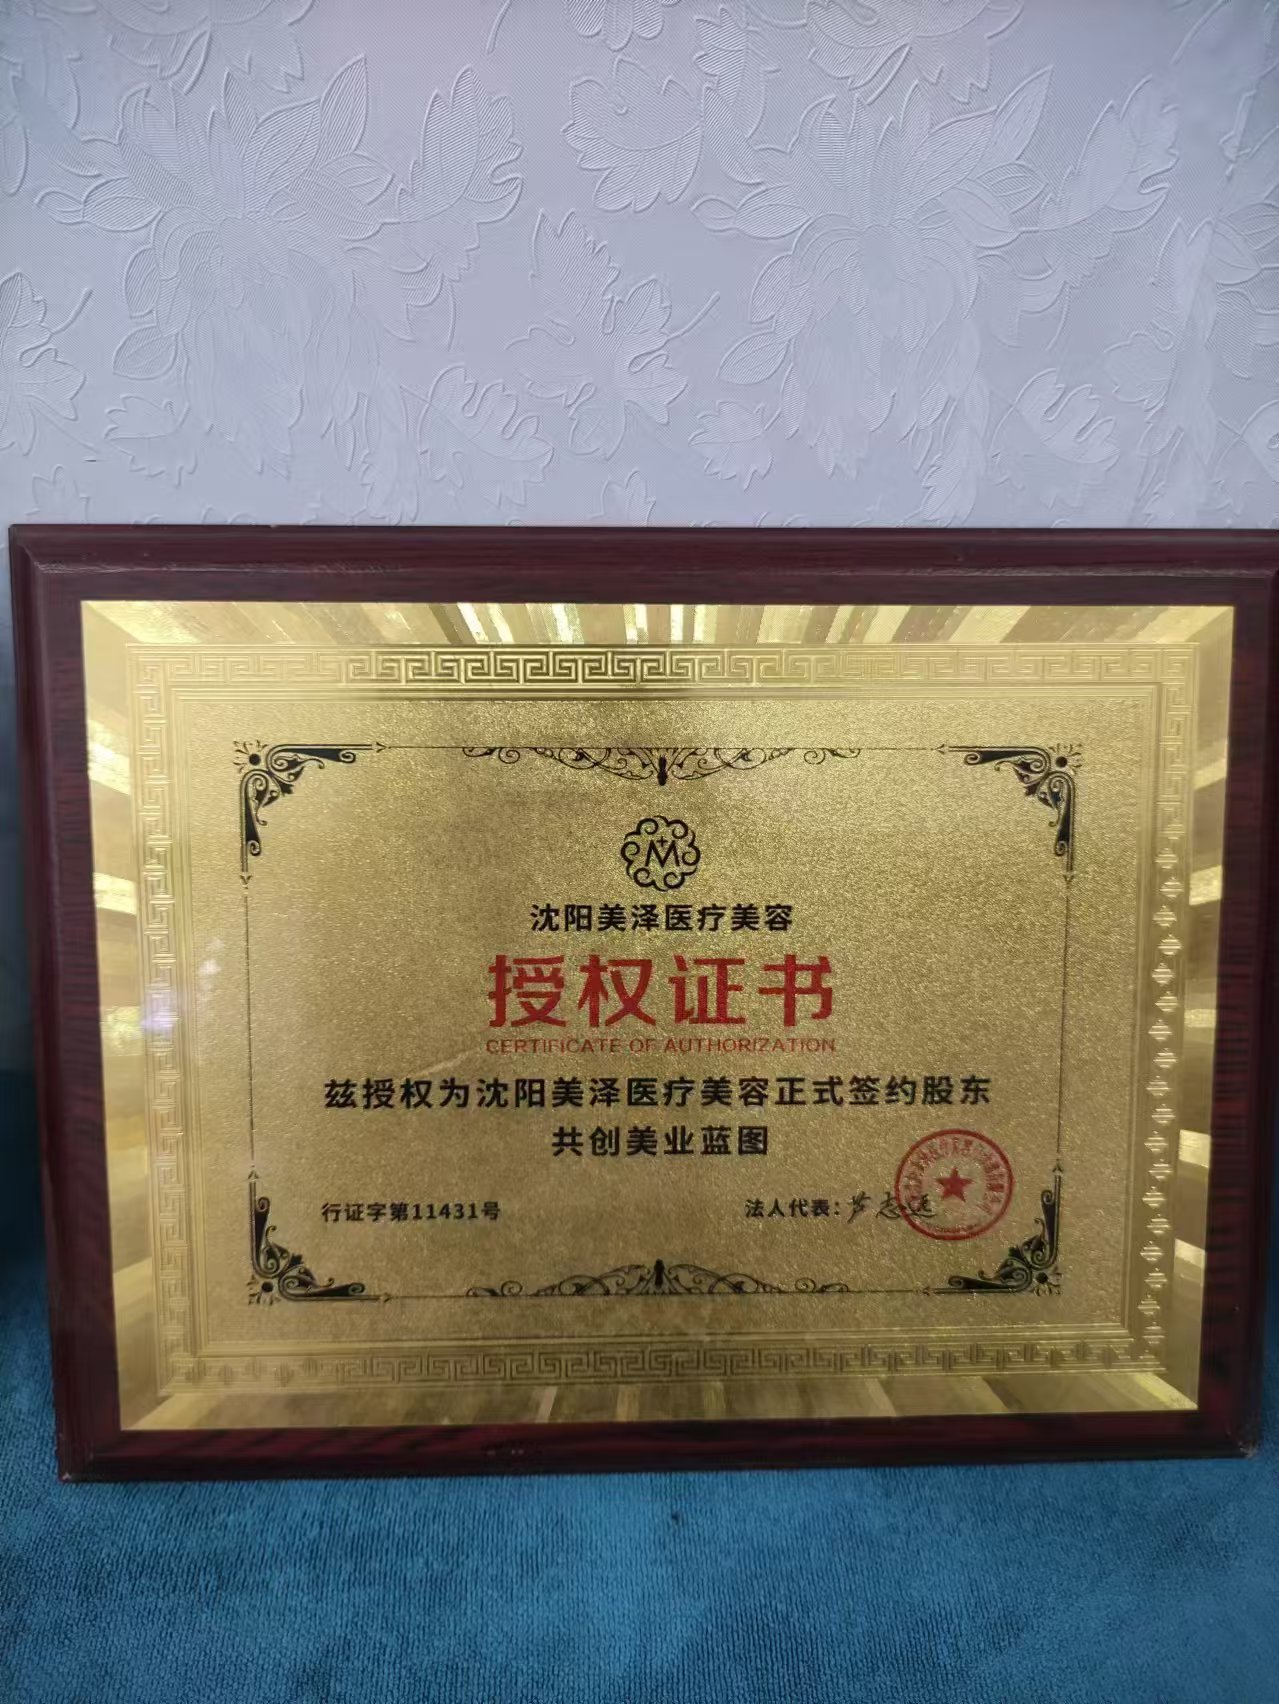 M
沈阳美泽医疗美容
授权证书
CERTIFICATE OF AUTHORIZATION
兹授权为沈阳美泽医疗美容正式签约股东
共创美业蓝图
行证字第11431号
法人代表：